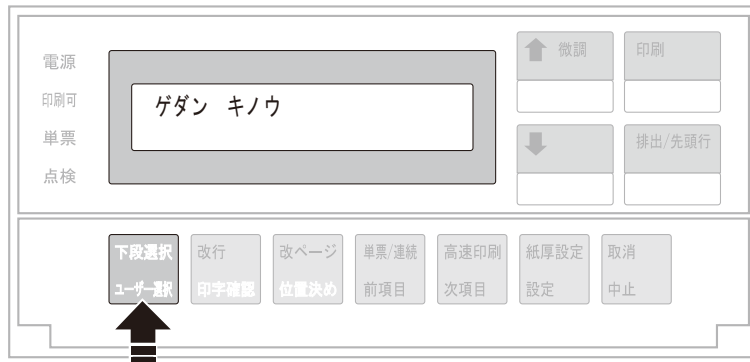 電源
印刷可
単票
点検
ゲダン キノウ
微調
印刷
排出/先頭行
下段選択
ユーザー選択
改行
印字確認
改ページ
位置決め
単票/連続
前項目
高速印刷
次項目
紙厚設定
設定
取消
中止